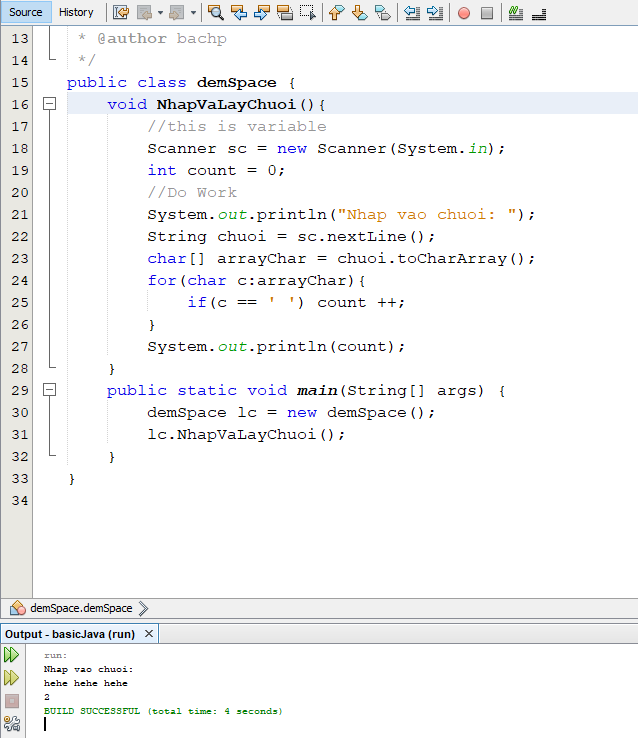 Source History
13 * @author bachp
14 */
15 public class demSpace {
16 void NhapVaLayChuoi(){
17 //this is variable
18 Scanner sc = new Scanner(System.in);
19 int count = 0;
20 //Do Work
21 System.out.println("Nhap vao chuoi: ");
22 String chuoi = sc.nextLine();
23 char[] arrayChar = chuoi.toCharArray();
24 for(char c:arrayChar){
25 if(c == ' ') count ++;
26 }
27 System.out.println(count);
28 }
29 public static void main(String[] args) {
30 demSpace lc = new demSpace();
31 lc.NhapVaLayChuoi();
32 }
33 }
34
demSpace.demSpace
Output - basicJava (run) ×
run:
Nhap vao chuoi:
hehe hehe hehe
2
BUILD SUCCESSFUL (total time: 4 seconds)